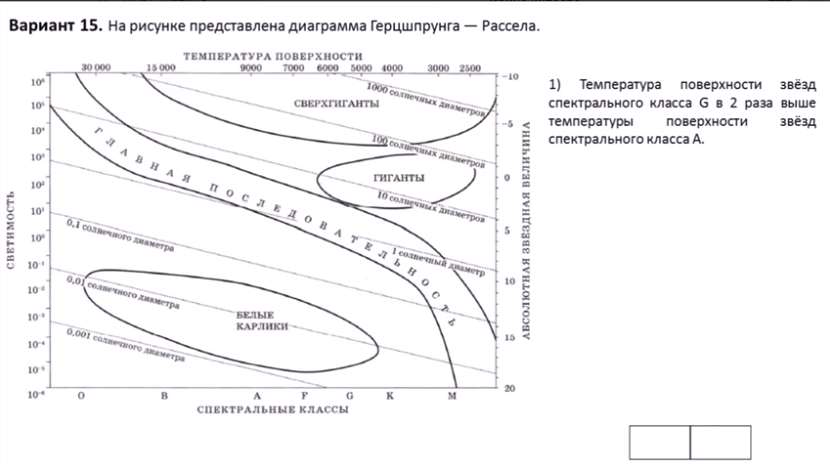 Вариант 15. На рисунке представлена диаграмма Герцшпрунга — Рассела.
ТЕМПЕРАТУРА ПОВЕРХНОСТИ
30 000 15 000 9000 7000 6000 5000 4000 3000 2500
10⁶
10⁵
10⁴
10³
10²
10¹
10⁰
10⁻¹
10⁻²
10⁻³
10⁻⁴
10⁻⁵
10⁻⁶
СВЕТИМОСТЬ
1000 солнечных диаметров
СВЕРХГИГАНТЫ
100 солнечных диаметров
ГИГАНТЫ
10 солнечных диаметров
ГЛАВНАЯ ПОСЛЕДОВАТЕЛЬНОСТЬ
1 солнечный диаметр
0,1 солнечного диаметра
0,01 солнечного диаметра
БЕЛЫЕ
КАРЛИКИ
0,001 солнечного диаметра
-10
-5
0
5
10
15
20
АБСОЛЮТНАЯ ЗВЁЗДНАЯ ВЕЛИЧИНА
O B A F G K M
СПЕКТРАЛЬНЫЕ КЛАССЫ
1) Температура поверхности звёзд
спектрального класса G в 2 раза выше
температуры поверхности звёзд
спектрального класса А.